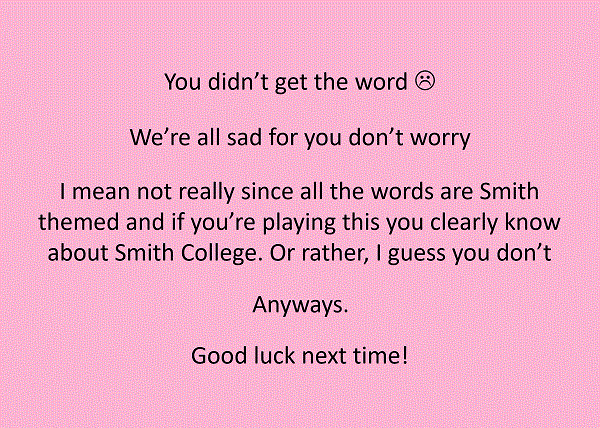 You didn’t get the word ☹
We’re all sad for you don’t worry
I mean not really since all the words are Smith
themed and if you’re playing this you clearly know
about Smith College. Or rather, I guess you don’t
Anyways.
Good luck next time!